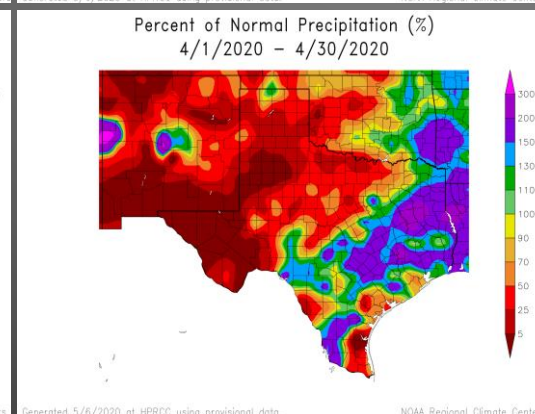 Percent of Normal Precipitation (%)
4/1/2020 – 4/30/2020
300
200
150
130
110
100
90
70
50
25
5
Generated 5/6/2020 at HPRCC using provisional data.
NOAA Regional Climate Cente